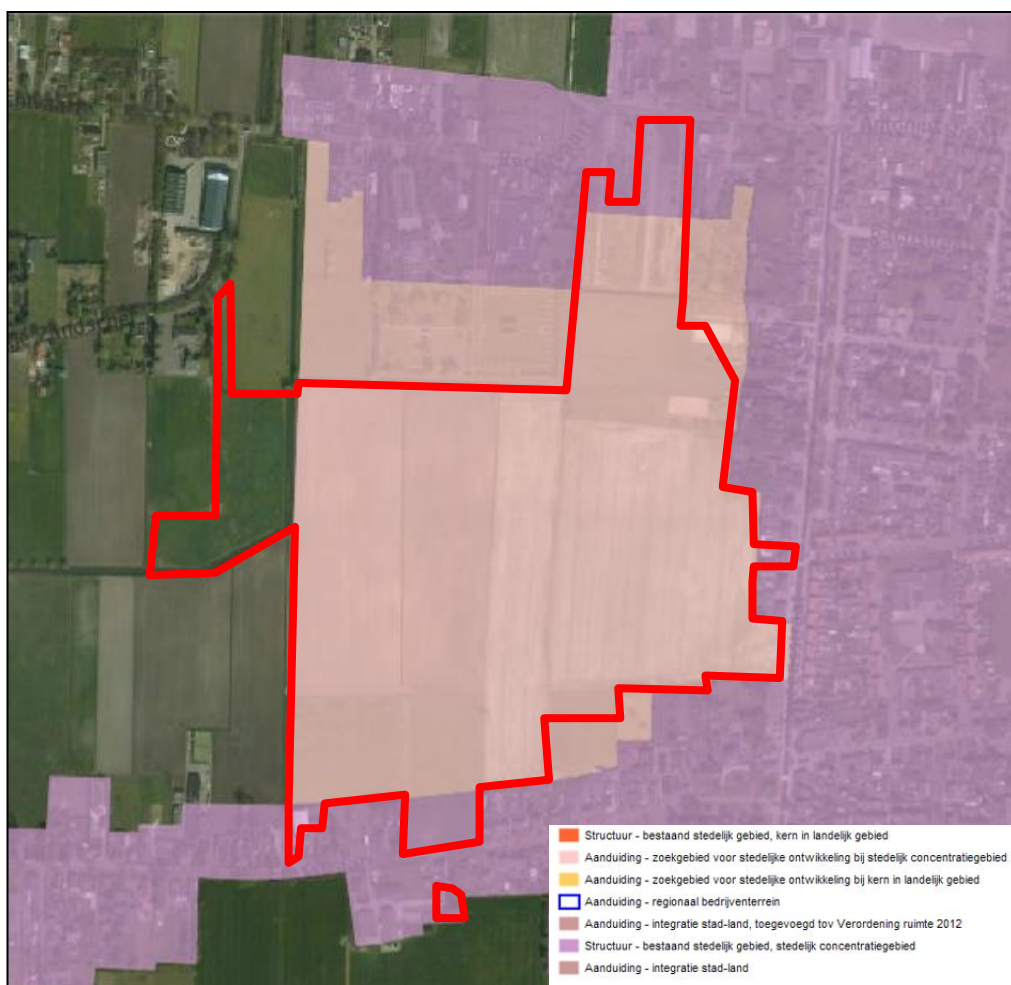 Structuur - bestaand stedelijk gebied, kern in landelijk gebied
Aanduiding - zoekgebied voor stedelijke ontwikkeling bij stedelijk concentratiegebied
Aanduiding - zoekgebied voor stedelijke ontwikkeling bij kern in landelijk gebied
Aanduiding - regionaal bedrijventerrein
Aanduiding - integratie stad-land, toegevoegd tov Verordening ruimte 2012
Structuur - bestaand stedelijk gebied, stedelijk concentratiegebied
Aanduiding - integratie stad-land